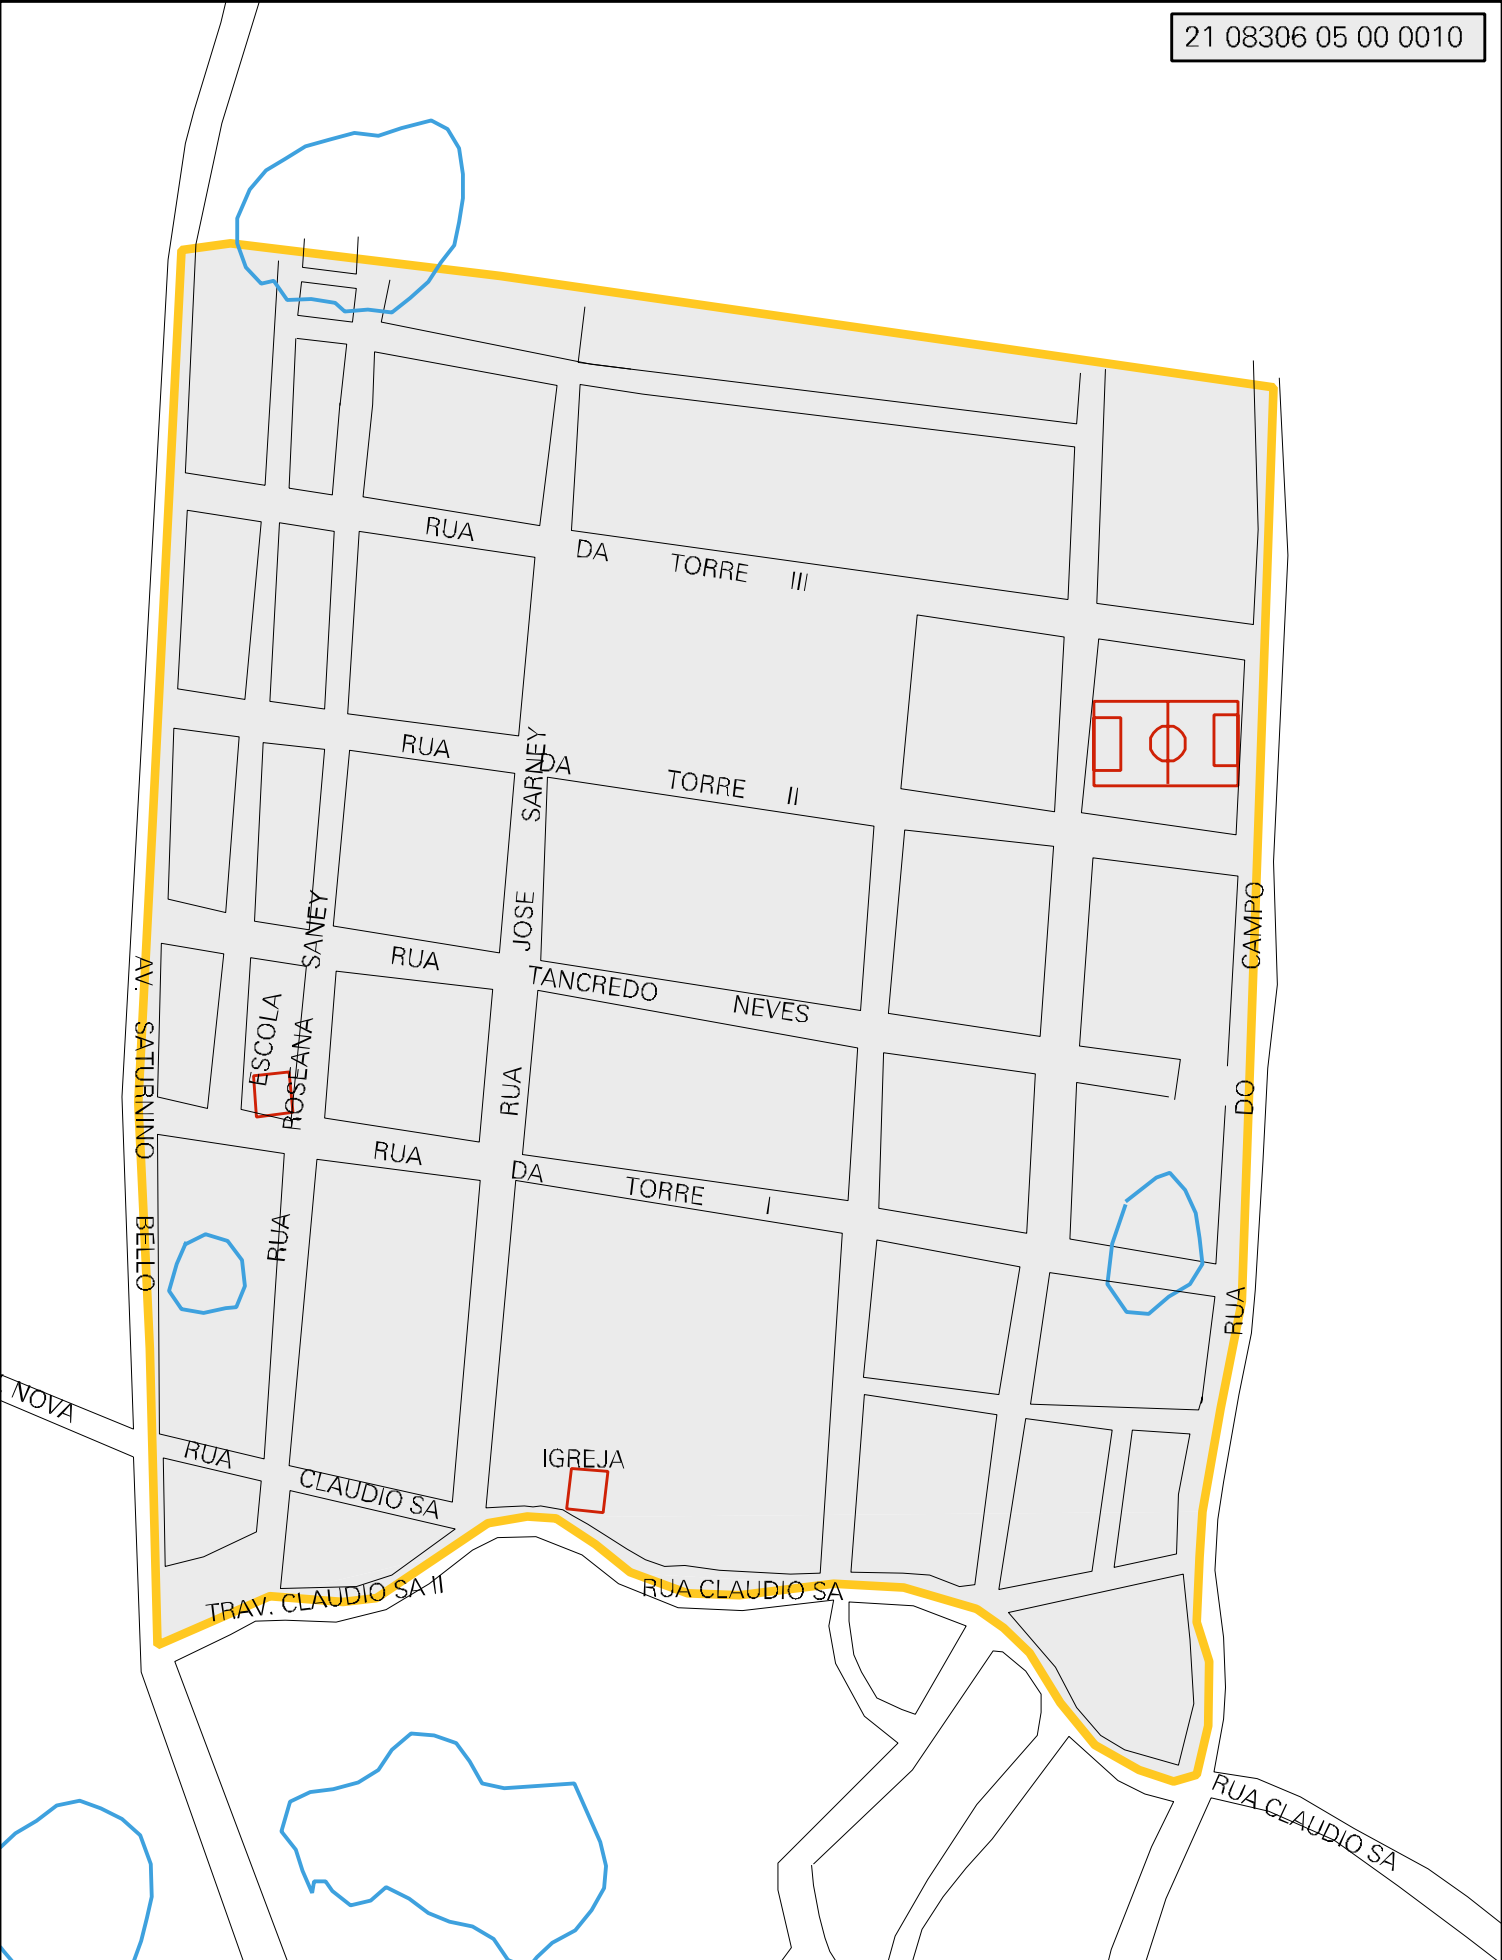 21 08306 05 00 0010
RUA DA TORRE III
RUA DA TORRE II
RUA JOSE SARNEY
RUA TANCREDO NEVES
RUA ROSEANA SANEY
ESCOLA
AV. SATURNINO BELLO
RUA DO CAMPO
RUA DA TORRE I
NOVA
RUA CLAUDIO SA
IGREJA
TRAV. CLAUDIO SA II
RUA CLAUDIO SA
RUA CLAUDIO SA